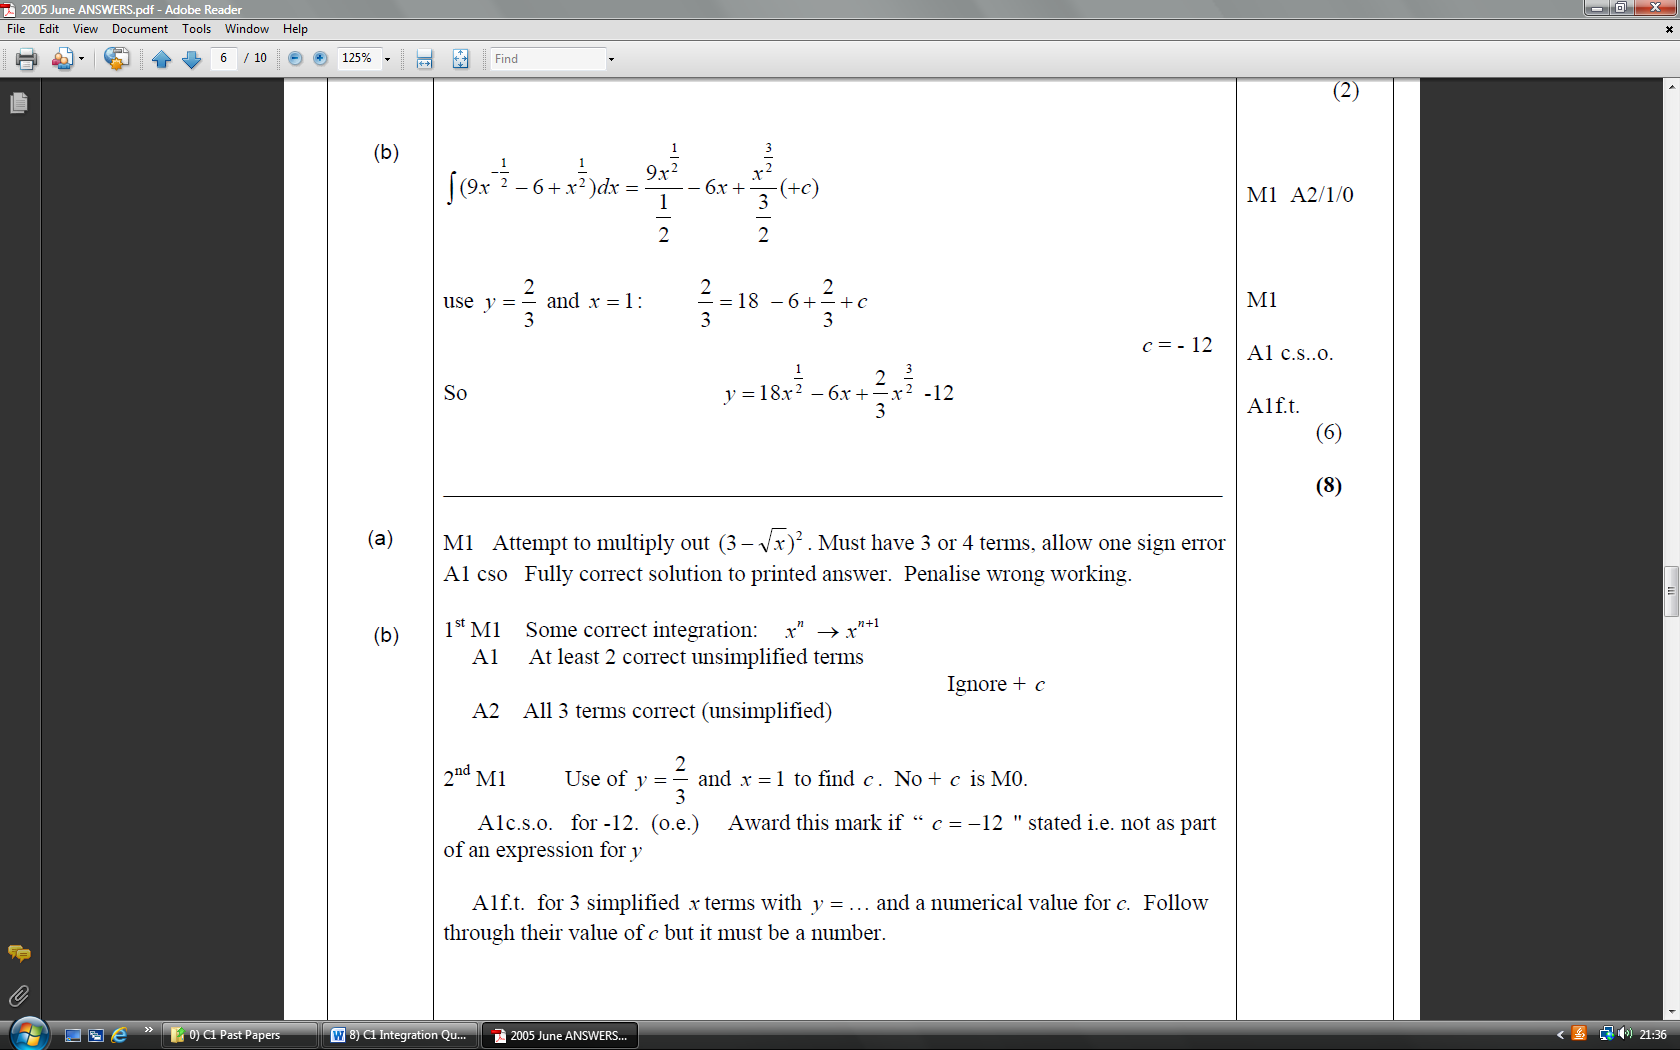 2005 June ANSWERS.pdf - Adobe Reader
File Edit View Document Tools Window Help
6 / 10 125% Find
(2)
(b) ∫(9x^{-1/2} − 6 + x^{1/2})dx = 9x^{1/2}/(1/2) − 6x + x^{3/2}/(3/2) (+c) M1 A2/1/0
use y = 2/3 and x = 1: 2/3 = 18 − 6 + 2/3 + c M1
c = - 12 A1 c.s..o.
So y = 18x^{1/2} − 6x + 2/3 x^{3/2} -12 A1f.t.
(6)
(8)
(a) M1 Attempt to multiply out (3 − √x)². Must have 3 or 4 terms, allow one sign error
A1 cso Fully correct solution to printed answer. Penalise wrong working.
(b) 1st M1 Some correct integration: x^n → x^{n+1}
A1 At least 2 correct unsimplified terms
Ignore + c
A2 All 3 terms correct (unsimplified)
2nd M1 Use of y = 2/3 and x = 1 to find c. No + c is M0.
A1c.s.o. for -12. (o.e.) Award this mark if “ c = −12 " stated i.e. not as part
of an expression for y
A1f.t. for 3 simplified x terms with y = … and a numerical value for c. Follow
through their value of c but it must be a number.
0) C1 Past Papers 8) C1 Integration Qu... 2005 June ANSWERS... 21:36